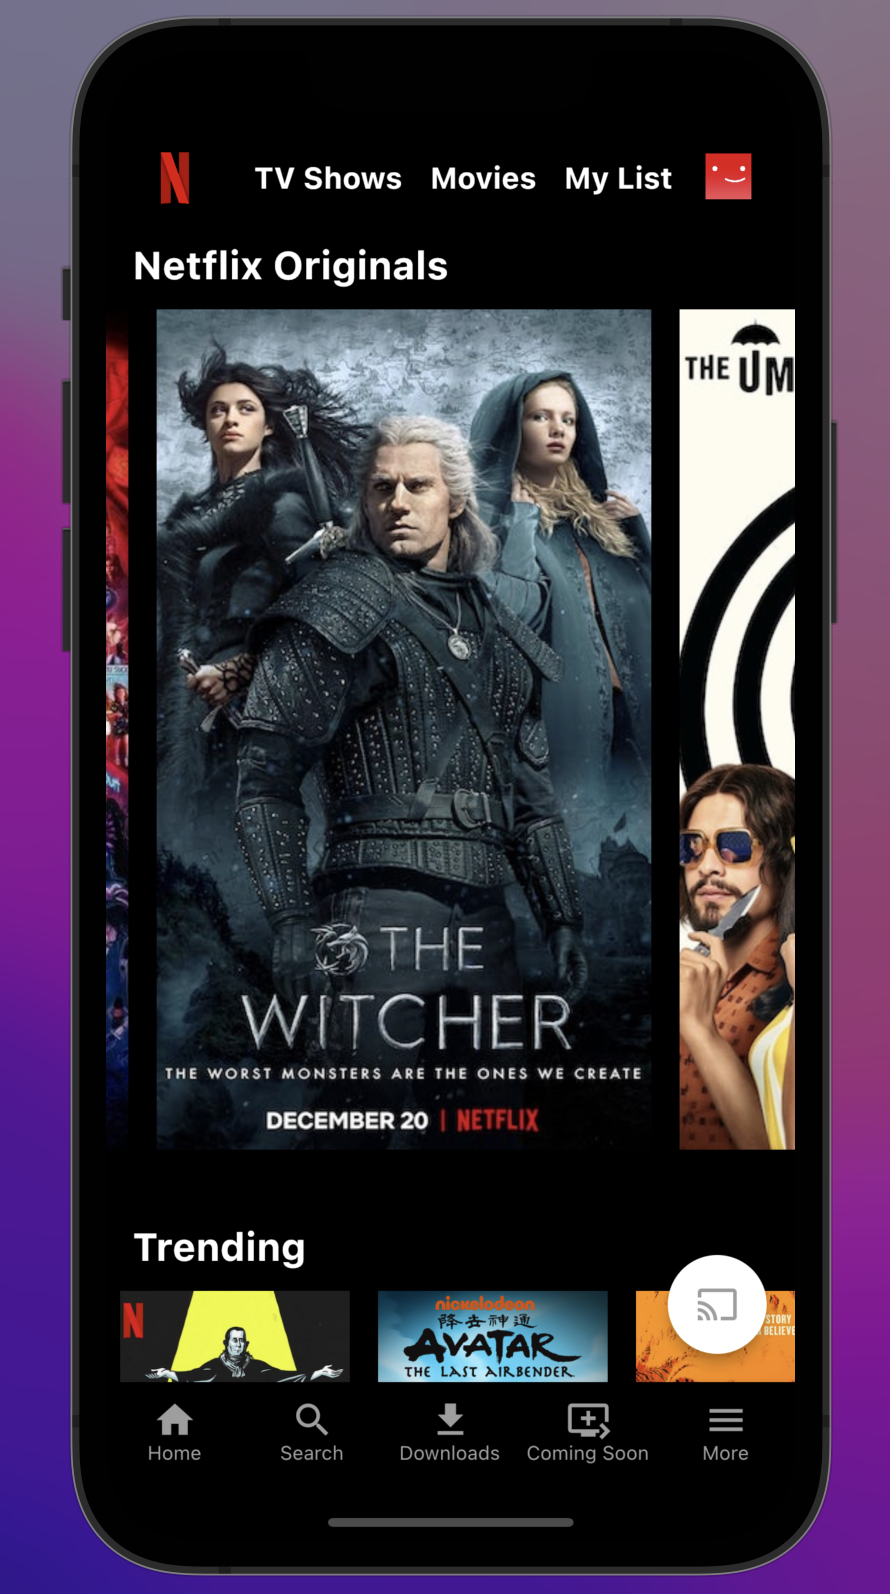 N
TV Shows Movies My List
Netflix Originals
THE UM
THE
WITCHER
THE WORST MONSTERS ARE THE ONES WE CREATE
DECEMBER 20 | NETFLIX
Trending
N
nickelodeon
降去神通
AVATAR
THE LAST AIRBENDER
STORY
BELIEVE
Home Search Downloads Coming Soon More